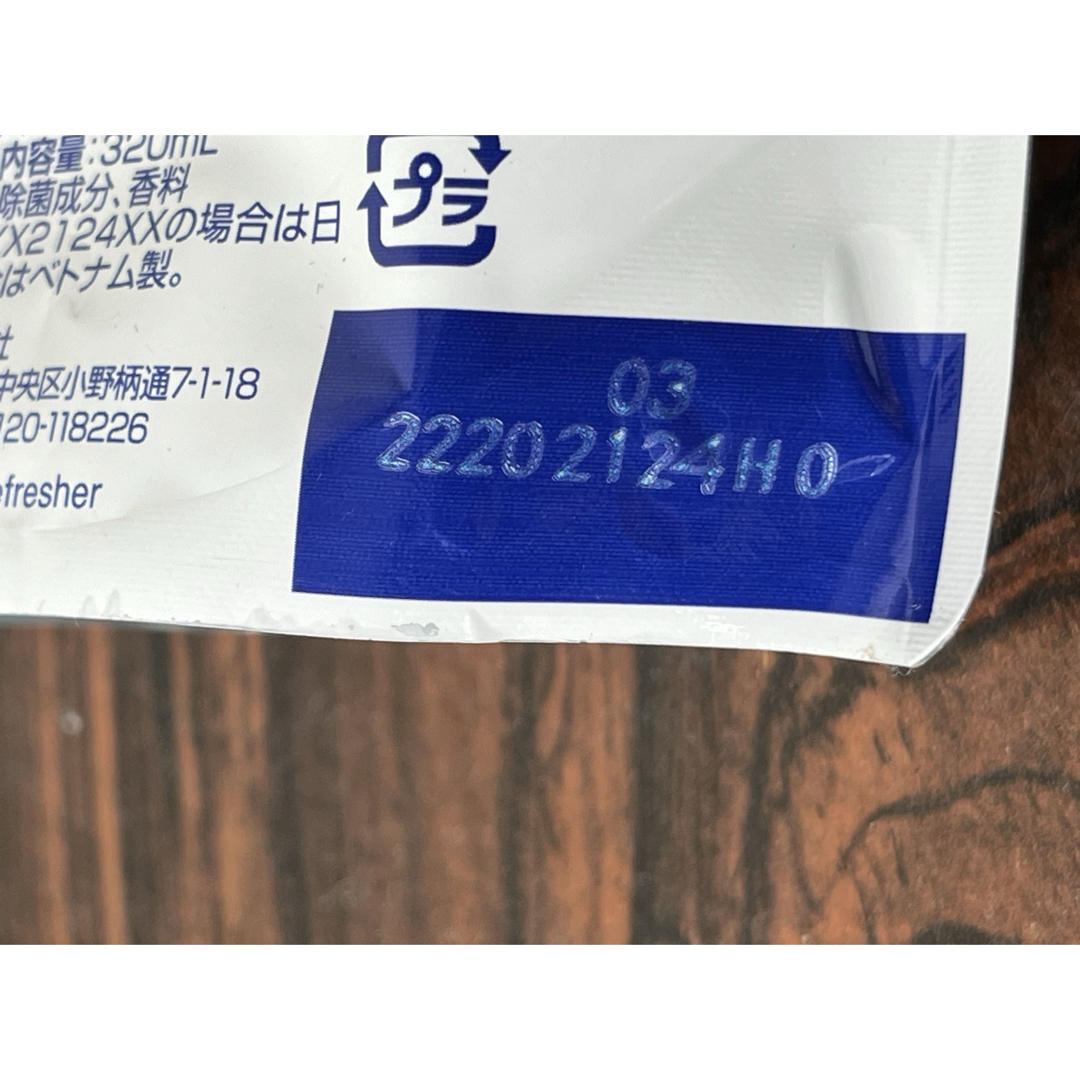 内容量:320mL
除菌成分、香料
X2124XXの場合は日
はベトナム製。
社
中央区小野柄通7-1-18
120-118226
efresher
プラ
03
22202124H0